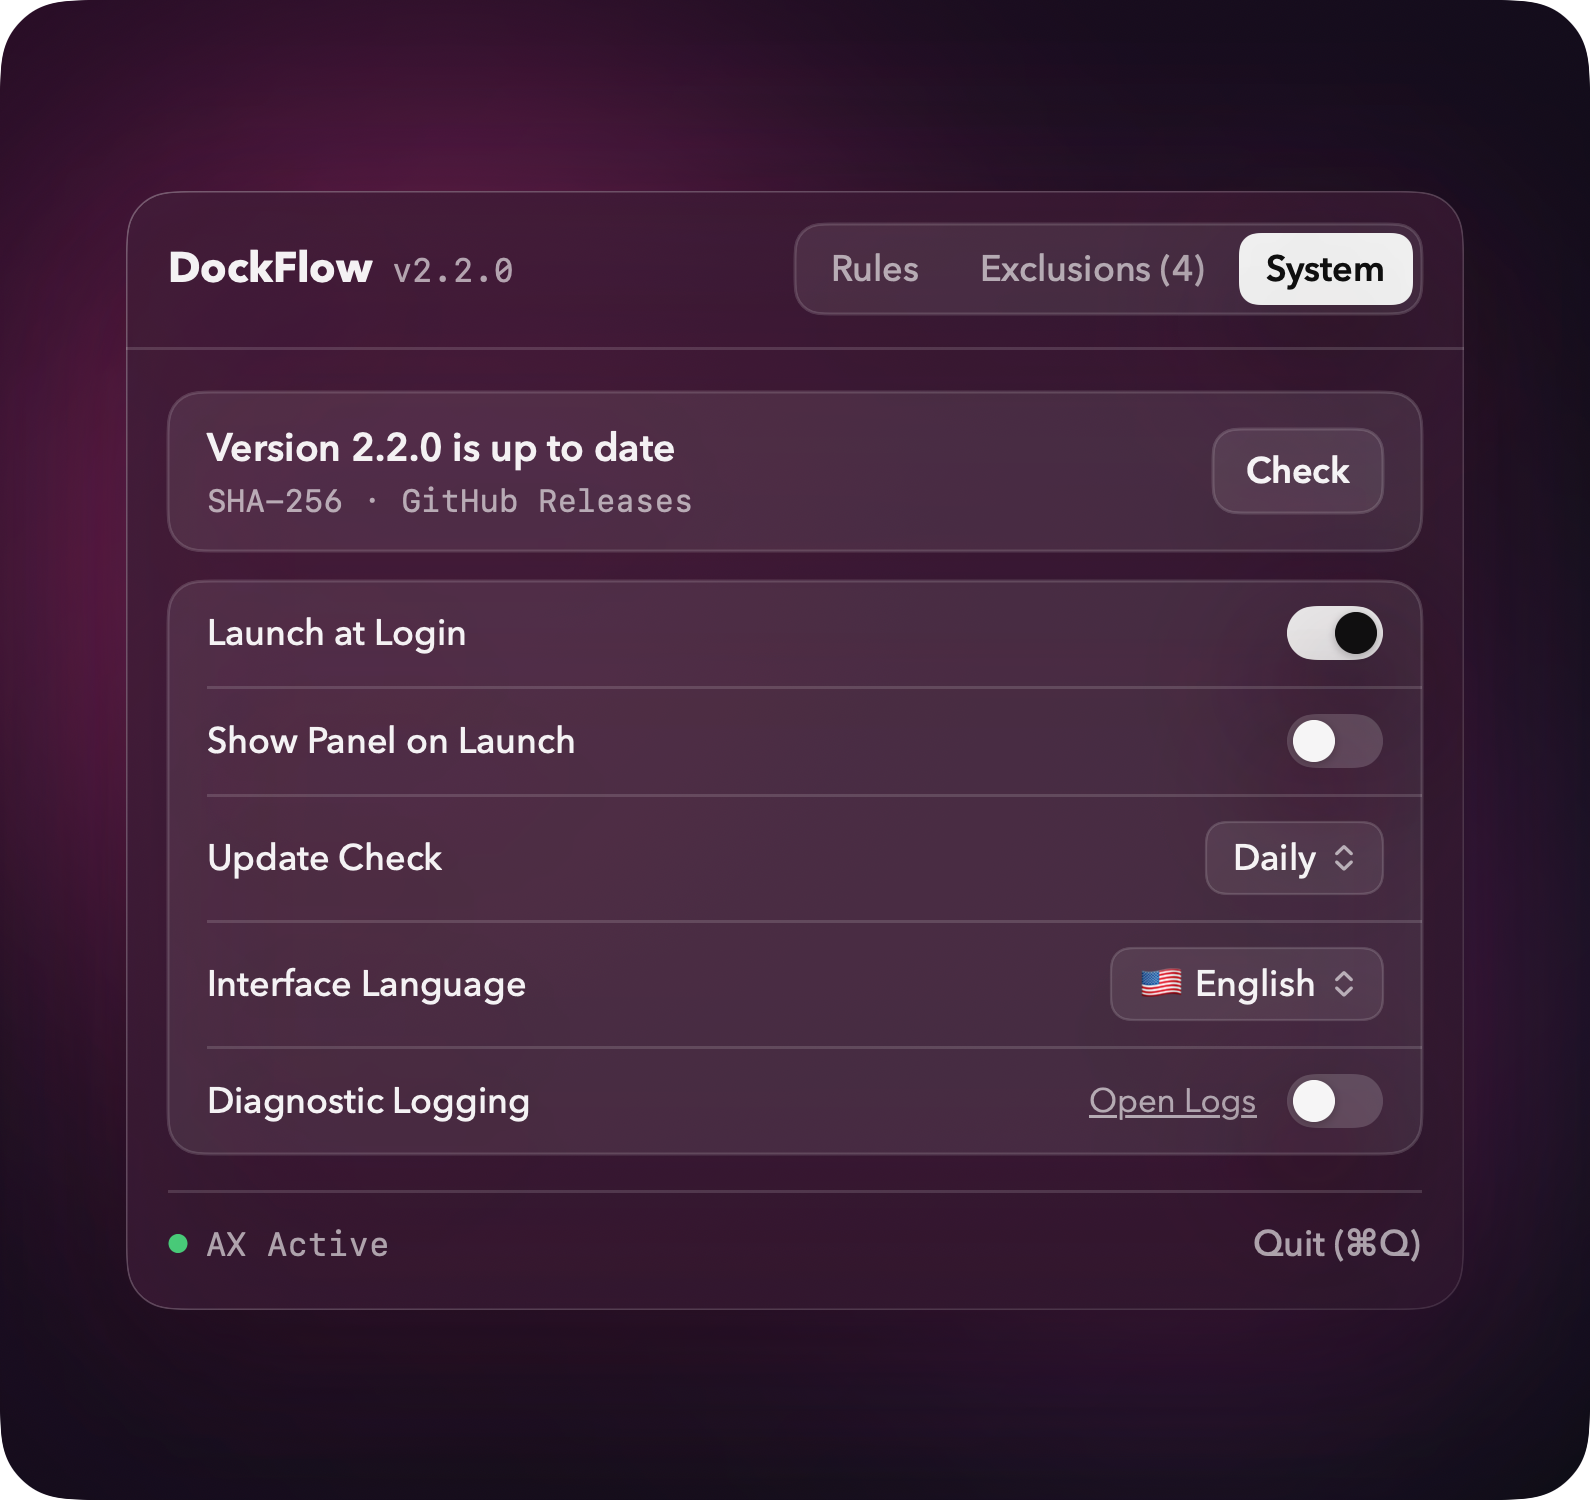 DockFlow v2.2.0
Rules Exclusions (4) System
Version 2.2.0 is up to date
SHA-256 · GitHub Releases
Check
Launch at Login
Show Panel on Launch
Update Check
Daily
Interface Language
English
Diagnostic Logging
Open Logs
AX Active
Quit (⌘Q)